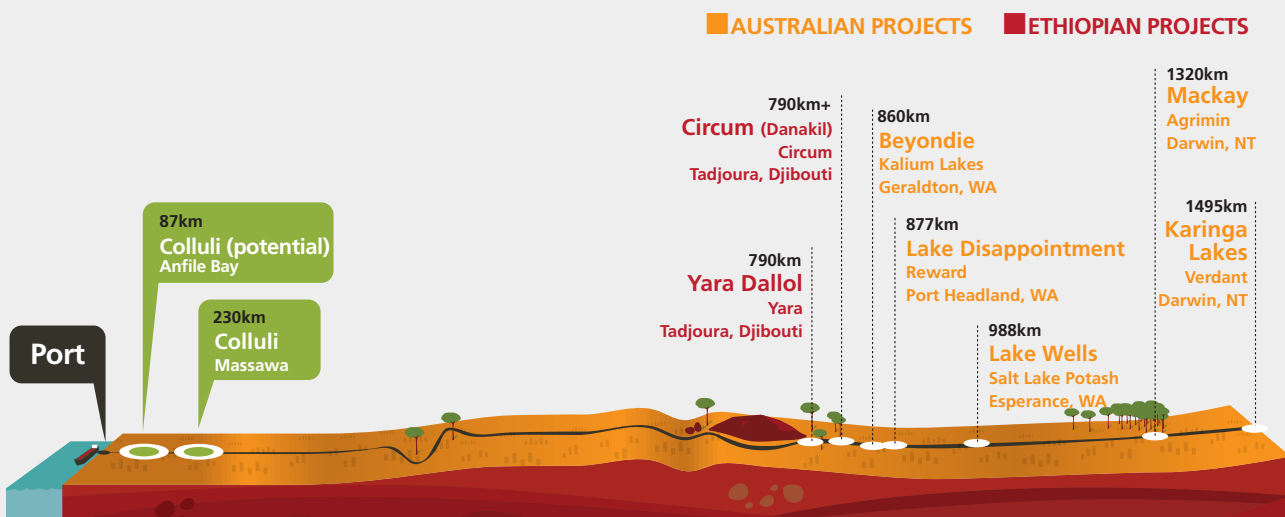 AUSTRALIAN PROJECTS
ETHIOPIAN PROJECTS
Port
87km
Colluli (potential)
Anfile Bay
230km
Colluli
Massawa
790km
Yara Dallol
Yara
Tadjoura, Djibouti
790km+
Circum (Danakil)
Circum
Tadjoura, Djibouti
860km
Beyondie
Kalium Lakes
Geraldton, WA
877km
Lake Disappointment
Reward
Port Headland, WA
988km
Lake Wells
Salt Lake Potash
Esperance, WA
1320km
Mackay
Agrimin
Darwin, NT
1495km
Karinga
Lakes
Verdant
Darwin, NT